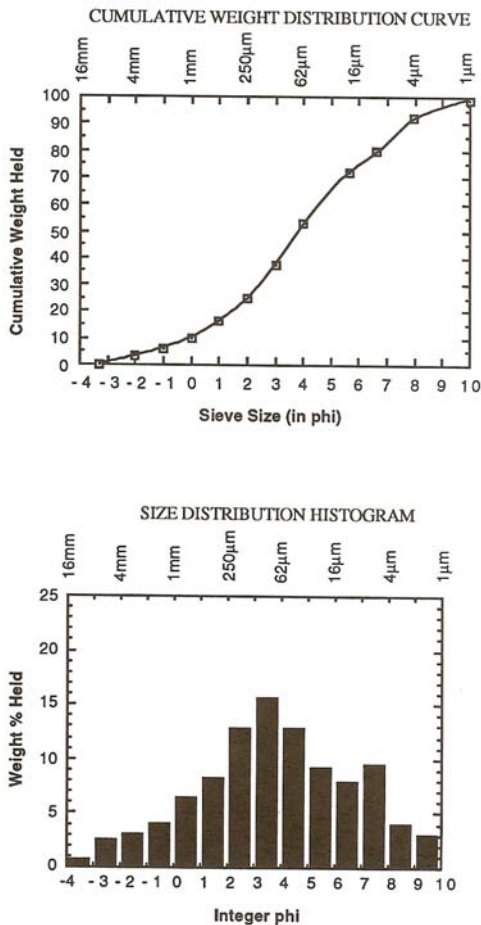 CUMULATIVE WEIGHT DISTRIBUTION CURVE
16mm 4mm 1mm 250µm 62µm 16µm 4µm 1µm
Cumulative Weight Held
100
90
80
70
60
50
40
30
20
10
0
-4 -3 -2 -1 0 1 2 3 4 5 6 7 8 9 10
Sieve Size (in phi)
SIZE DISTRIBUTION HISTOGRAM
16mm 4mm 1mm 250µm 62µm 16µm 4µm 1µm
Weight % Held
25
20
15
10
5
0
-4 -3 -2 -1 0 1 2 3 4 5 6 7 8 9 10
Integer phi